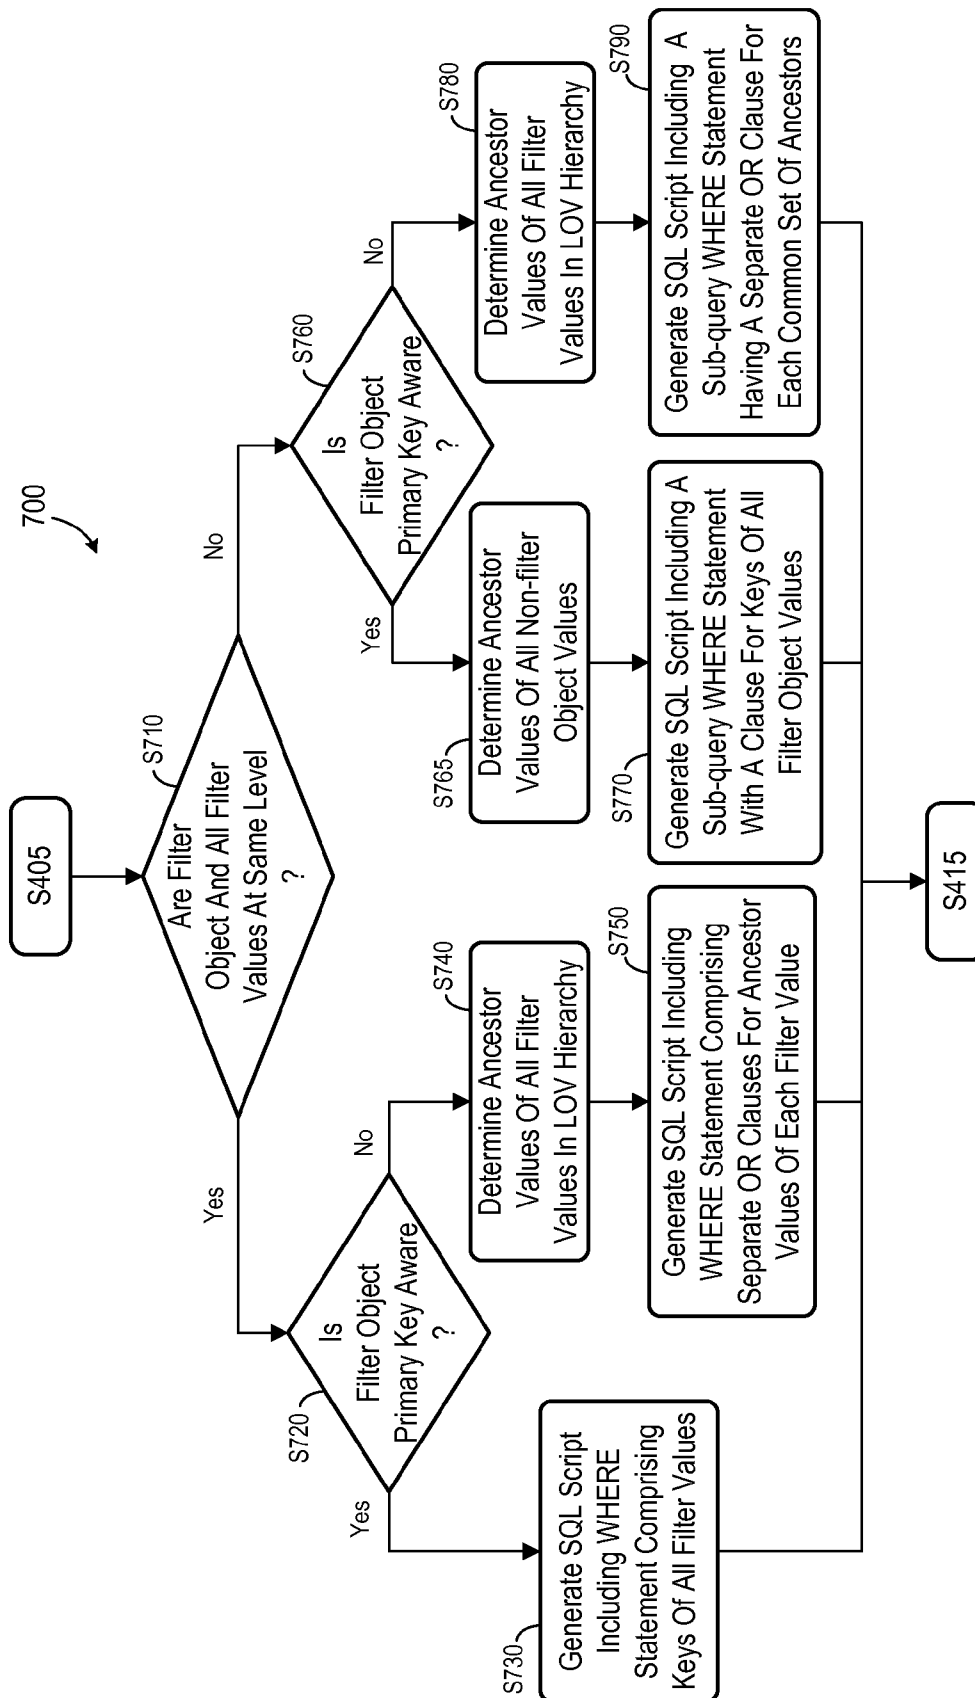 700
S405
S710
Are Filter
Object And All Filter
Values At Same Level
?
Yes
No
S720
Is
Filter Object
Primary Key Aware
?
Yes
No
S760
Is
Filter Object
Primary Key Aware
?
Yes
No
S730
Generate SQL Script
Including WHERE
Statement Comprising
Keys Of All Filter Values
S740
Determine Ancestor
Values Of All Filter
Values In LOV Hierarchy
S750
Generate SQL Script Including
WHERE Statement Comprising
Separate OR Clauses For Ancestor
Values Of Each Filter Value
S765
Determine Ancestor
Values Of All Non-filter
Object Values
S770
Generate SQL Script Including A
Sub-query WHERE Statement
With A Clause For Keys Of All
Filter Object Values
S780
Determine Ancestor
Values Of All Filter
Values In LOV Hierarchy
S790
Generate SQL Script Including A
Sub-query WHERE Statement
Having A Separate OR Clause For
Each Common Set Of Ancestors
S415